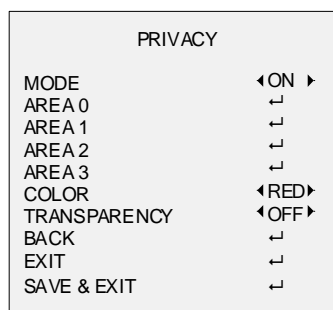 PRIVACY
MODE ◀ON ▶
AREA 0 ↵
AREA 1 ↵
AREA 2 ↵
AREA 3 ↵
COLOR ◀RED▶
TRANSPARENCY ◀OFF▶
BACK ↵
EXIT ↵
SAVE & EXIT ↵